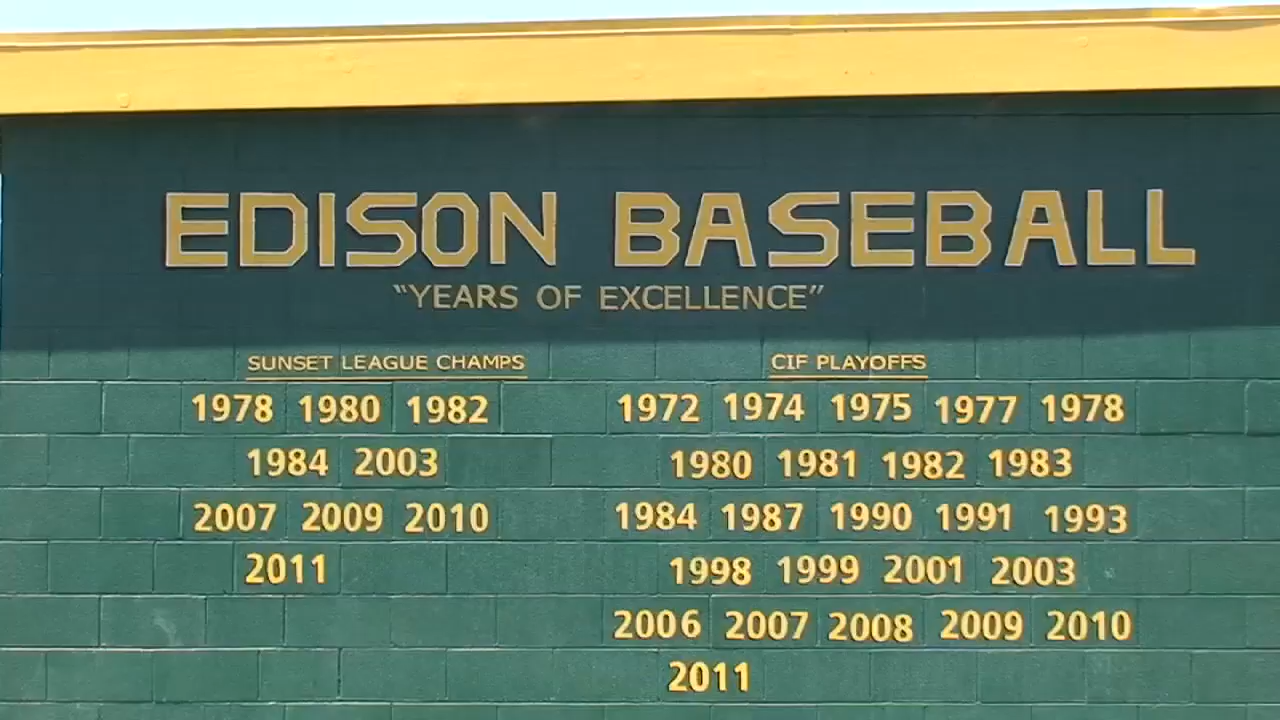 EDISON BASEBALL
"YEARS OF EXCELLENCE"
SUNSET LEAGUE CHAMPS
1978 1980 1982
1984 2003
2007 2009 2010
2011
CIF PLAYOFFS
1972 1974 1975 1977 1978
1980 1981 1982 1983
1984 1987 1990 1991 1993
1998 1999 2001 2003
2006 2007 2008 2009 2010
2011